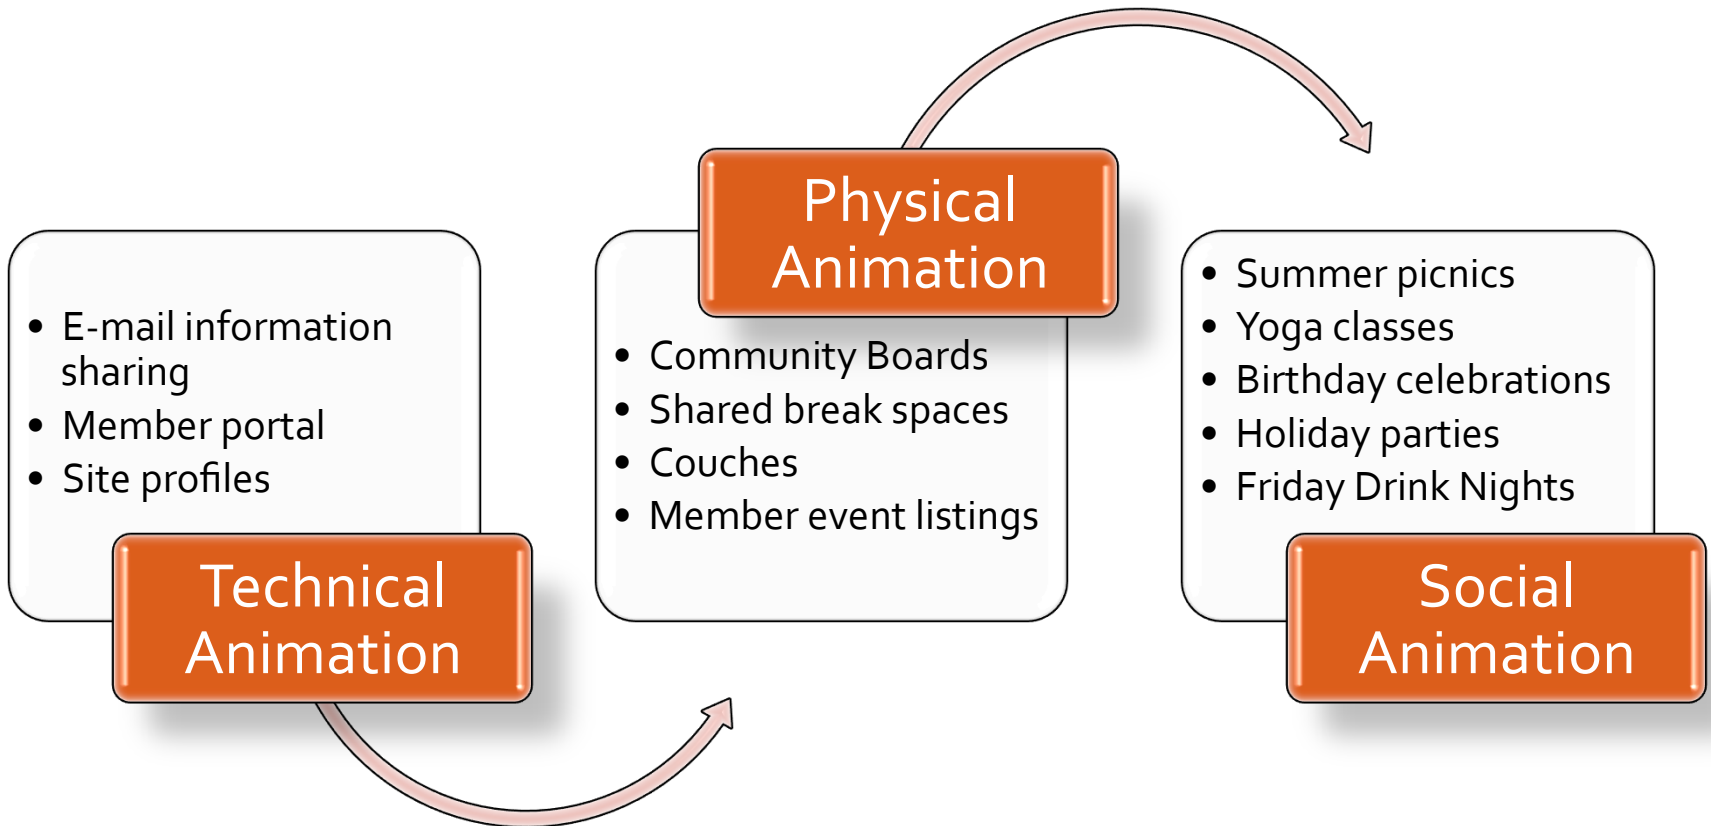 • E-mail information
sharing
• Member portal
• Site profiles
Technical
Animation
Physical
Animation
• Community Boards
• Shared break spaces
• Couches
• Member event listings
• Summer picnics
• Yoga classes
• Birthday celebrations
• Holiday parties
• Friday Drink Nights
Social
Animation